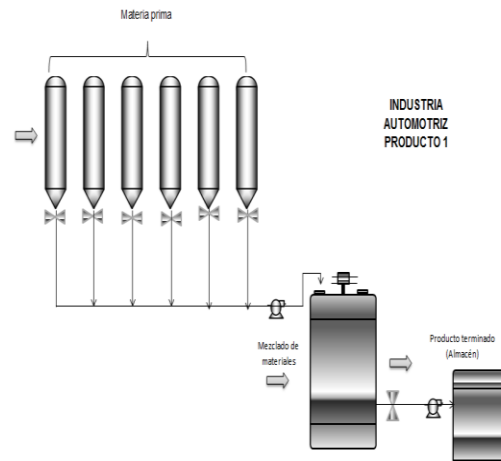 Materia prima
INDUSTRIA
AUTOMOTRIZ
PRODUCTO 1
Mezclado de
materiales
Producto terminado
(Almacén)